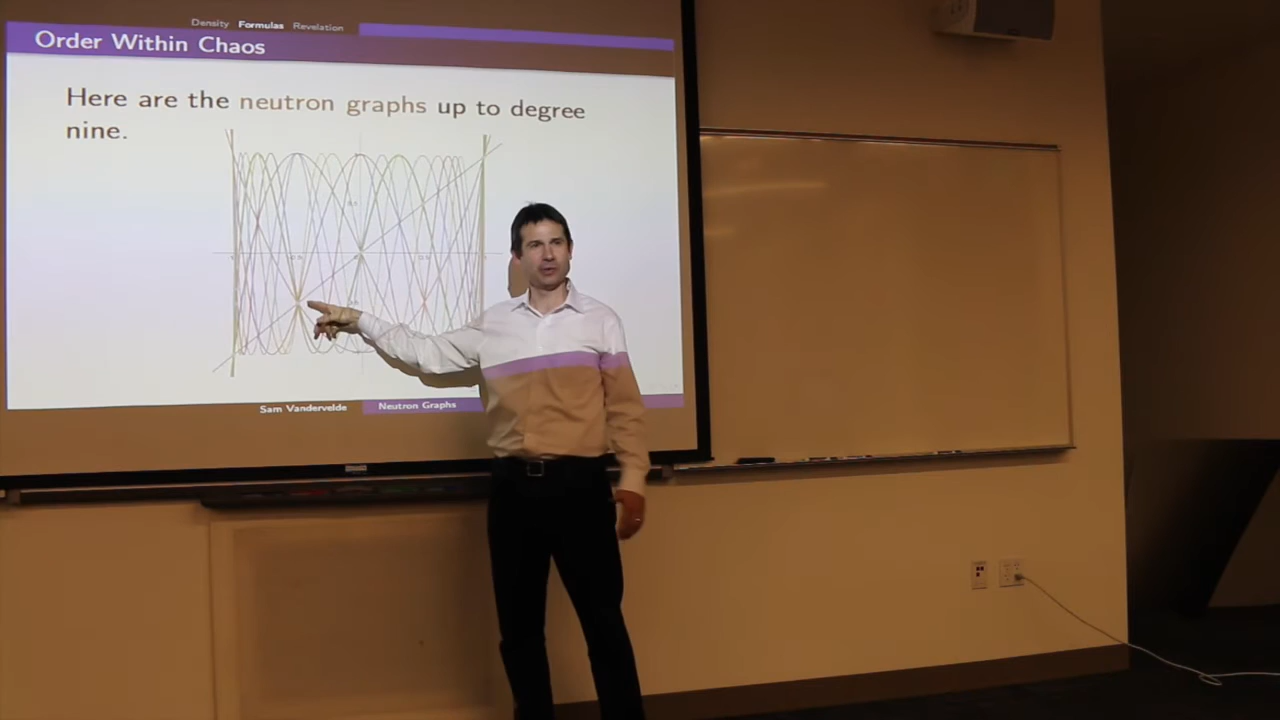 Density Formulas Revelation
Order Within Chaos
Here are the neutron graphs up to degree
nine.
Sam Vandervelde Neutron Graphs